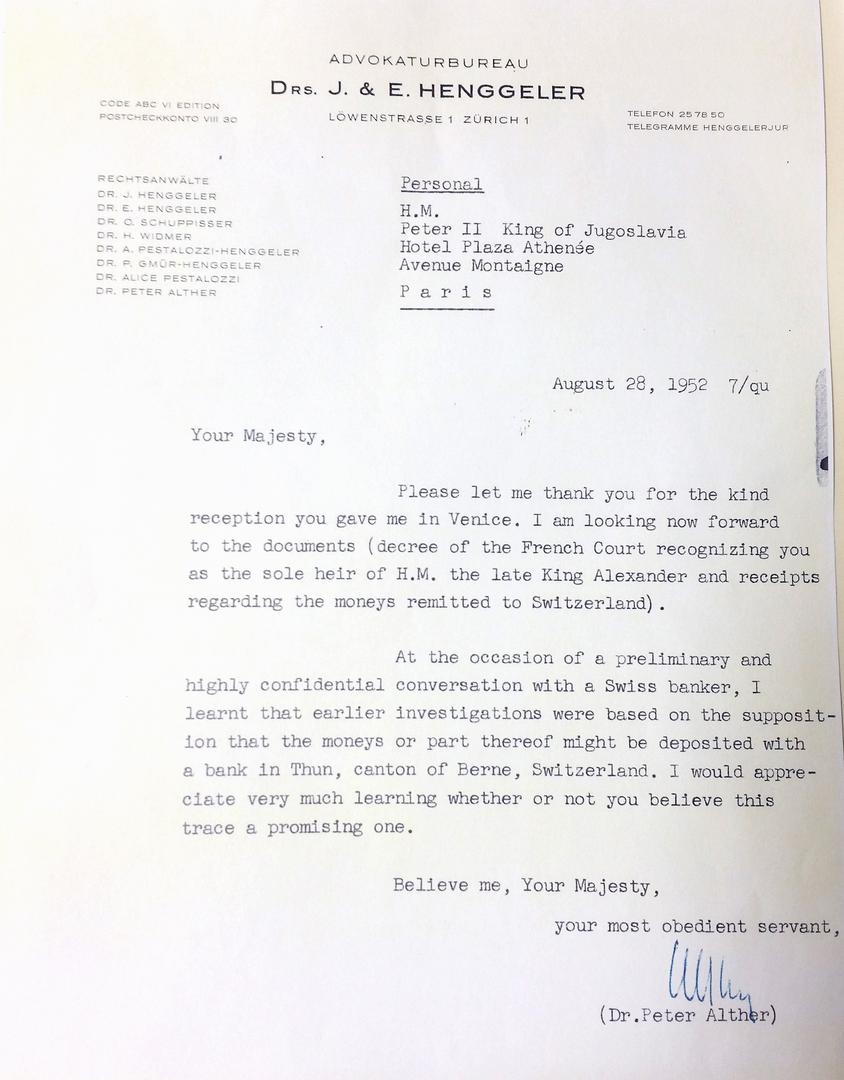 ADVOKATURBUREAU
DRS. J. & E. HENGGELER
LÖWENSTRASSE 1 ZÜRICH 1
CODE ABC VI EDITION
POSTCHECKKONTO VIII 30
TELEFON 25 78 50
TELEGRAMME HENGGELERJUR
RECHTSANWÄLTE
DR. J. HENGGELER
DR. E. HENGGELER
DR. C. SCHUPPISSER
DR. H. WIDMER
DR. A. PESTALOZZI-HENGGELER
DR. P. GMÜR-HENGGELER
DR. ALICE PESTALOZZI
DR. PETER ALTHER
Personal
H.M.
Peter II King of Jugoslavia
Hotel Plaza Athenée
Avenue Montaigne
P a r i s
August 28, 1952 7/qu
Your Majesty,
Please let me thank you for the kind
reception you gave me in Venice. I am looking now forward
to the documents (decree of the French Court recognizing you
as the sole heir of H.M. the late King Alexander and receipts
regarding the moneys remitted to Switzerland).
At the occasion of a preliminary and
highly confidential conversation with a Swiss banker, I
learnt that earlier investigations were based on the supposit-
ion that the moneys or part thereof might be deposited with
a bank in Thun, canton of Berne, Switzerland. I would appre-
ciate very much learning whether or not you believe this
trace a promising one.
Believe me, Your Majesty,
your most obedient servant,
(Dr.Peter Alther)